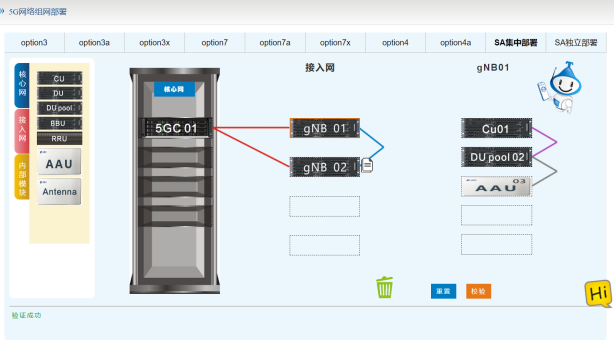 5G网络组网部署
option3 option3a option3x option7 option7a option7x option4 option4a SA集中部署 SA独立部署
核心网
接入网
内部模块
CU
DU
DU pool
BBU
RRU
AAU
Antenna
核心网
5GC 01
接入网
gNB 01
gNB 02
gNB01
Cu01
DU pool 02
AAU 03
重置 校验
Hi
验证成功